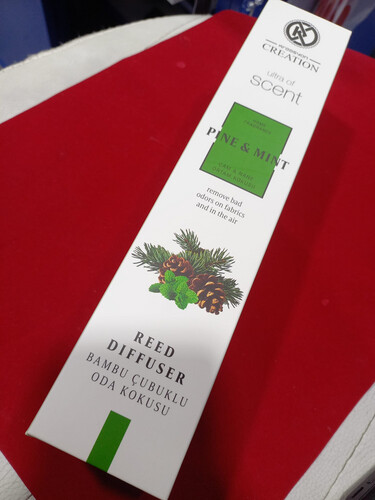 CREATION
ultra air
scent
PINE & MINT
remove bad
odors on fabrics
and in the air
REED
DIFFUSER
BAMBU ÇUBUKLU
ODA KOKUSU